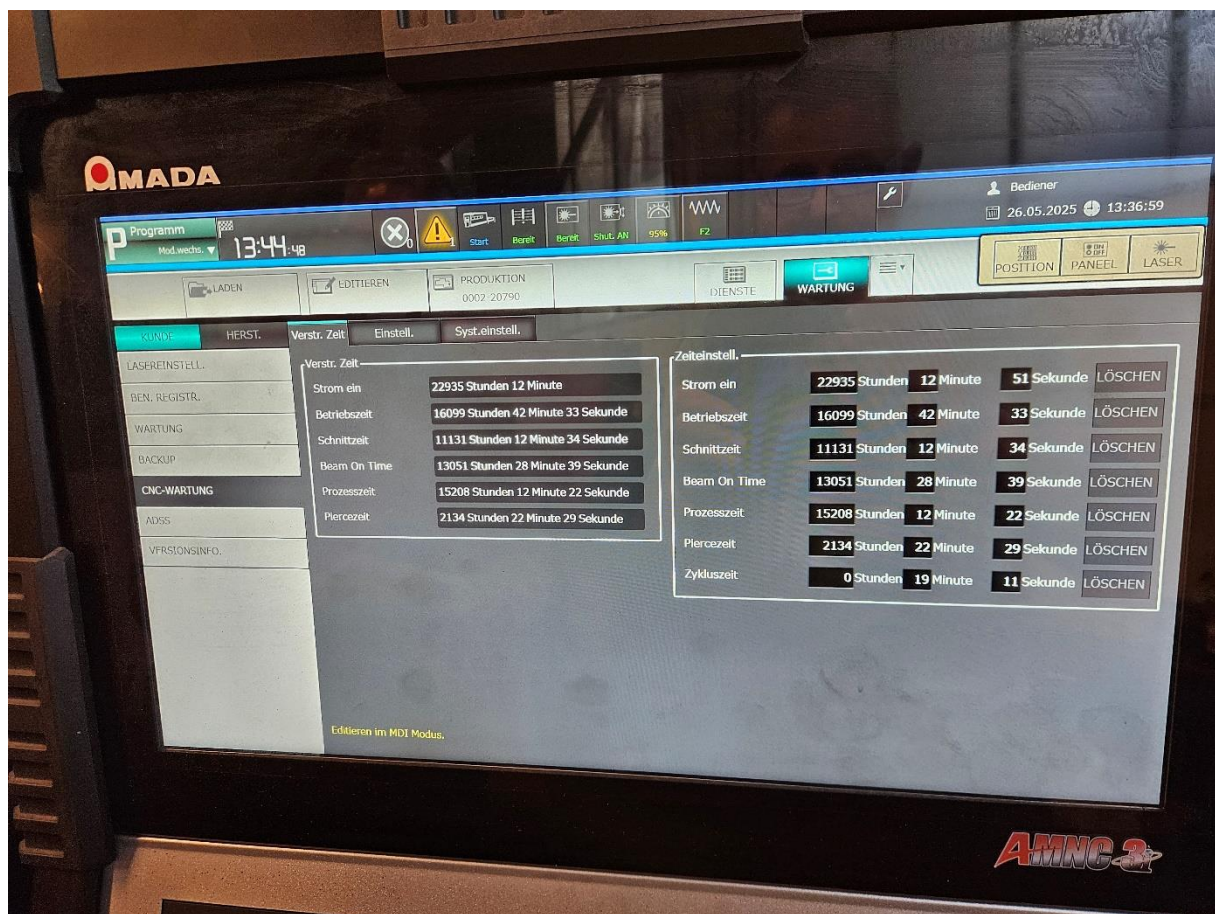 AMADA
Bediener
26.05.2025 13:36:59
P Programm
Mod.wechs. 13:44:48
0 1 Start Bereit Bereit Shut. AN 95% F2
POSITION PANEEL ON OFF LASER
LADEN EDITIEREN PRODUKTION DIENSTE WARTUNG
0002-20790
KUNDE HERST. Verstr. Zeit Einstell. Syst.einstell.
LASEREINSTELL.
BEN. REGISTR.
WARTUNG
BACKUP
CNC-WARTUNG
ADSS
VERSIONSINFO.
Verstr. Zeit
Strom ein 22935 Stunden 12 Minute
Betriebszeit 16099 Stunden 42 Minute 33 Sekunde
Schnittzeit 11131 Stunden 12 Minute 34 Sekunde
Beam On Time 13051 Stunden 28 Minute 39 Sekunde
Prozesszeit 15208 Stunden 12 Minute 22 Sekunde
Piercezeit 2134 Stunden 22 Minute 29 Sekunde
Zeiteinstell.
Strom ein 22935 Stunden 12 Minute 51 Sekunde LÖSCHEN
Betriebszeit 16099 Stunden 42 Minute 33 Sekunde LÖSCHEN
Schnittzeit 11131 Stunden 12 Minute 34 Sekunde LÖSCHEN
Beam On Time 13051 Stunden 28 Minute 39 Sekunde LÖSCHEN
Prozesszeit 15208 Stunden 12 Minute 22 Sekunde LÖSCHEN
Piercezeit 2134 Stunden 22 Minute 29 Sekunde LÖSCHEN
Zykluszeit 0 Stunden 19 Minute 11 Sekunde LÖSCHEN
Editieren im MDI Modus.
AMNC 3i